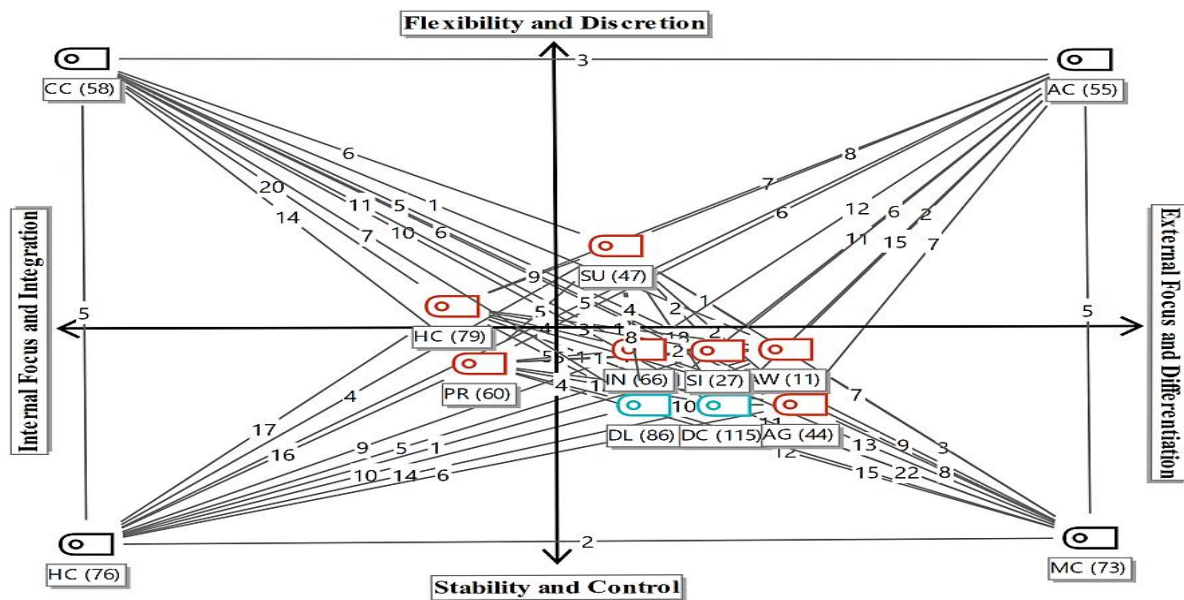 Flexibility and Discretion
3
CC (58)
AC (55)
6
8
20
7
11
5
1
12
6
2
14
6
7
10
6
11
15
7
Internal Focus and Integration
External Focus and Differentiation
SU (47)
9
5
4
2
1
5
5
5
HC (79)
8
2
2
IN (66)
SI (27)
AW (11)
PR (60)
4
4
7
10
DL (86)
DC (115)
AG (44)
17
16
9
5
1
13
9
3
12
10
14
6
15
22
8
HC (76)
2
MC (73)
Stability and Control